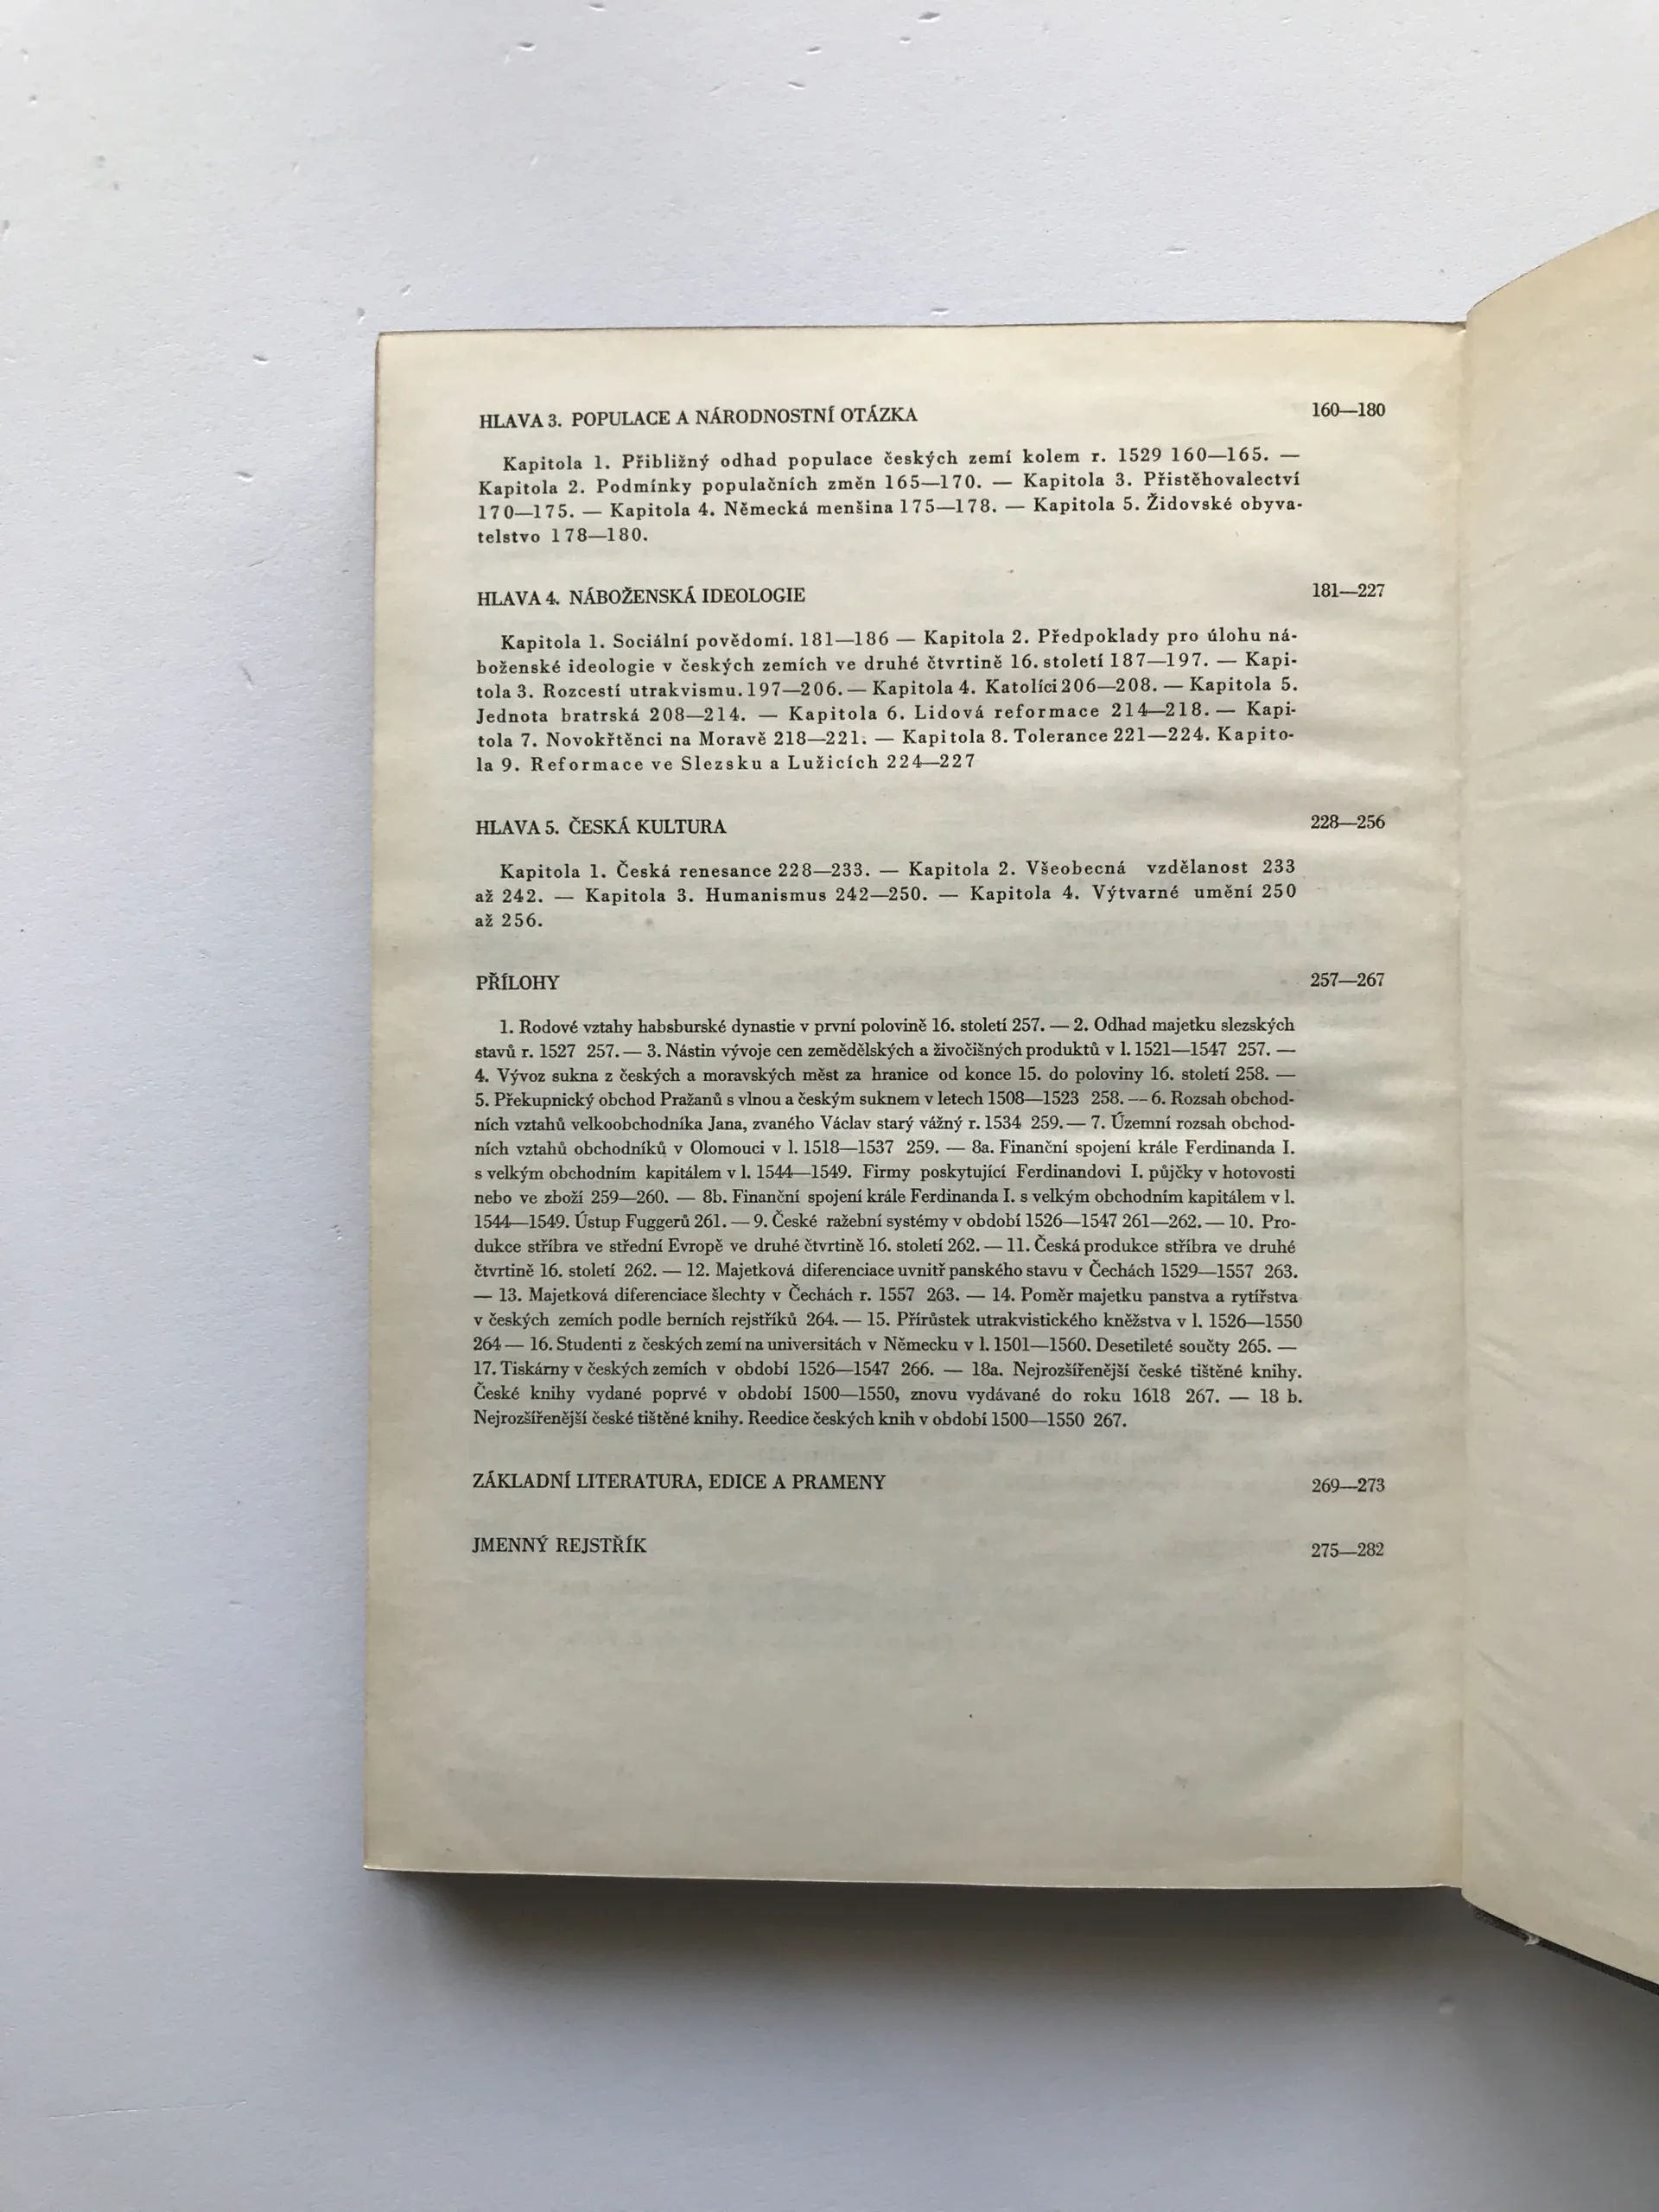 HLAVA 3. POPULACE A NÁRODNOSTNÍ OTÁZKA 160—180
Kapitola 1. Přibližný odhad populace českých zemí kolem r. 1529 160—165. —
Kapitola 2. Podmínky populačních změn 165—170. — Kapitola 3. Přistěhovalectví
170—175. — Kapitola 4. Německá menšina 175—178. — Kapitola 5. Židovské obyva-
telstvo 178—180.
HLAVA 4. NÁBOŽENSKÁ IDEOLOGIE 181—227
Kapitola 1. Sociální povědomí. 181—186 — Kapitola 2. Předpoklady pro úlohu ná-
boženské ideologie v českých zemích ve druhé čtvrtině 16. století 187—197. — Kapi-
tola 3. Rozcestí utrakvismu. 197—206. — Kapitola 4. Katolíci 206—208. — Kapitola 5.
Jednota bratrská 208—214. — Kapitola 6. Lidová reformace 214—218. — Kapi-
tola 7. Novokřtěnci na Moravě 218—221. — Kapitola 8. Tolerance 221—224. Kapito-
la 9. Reformace ve Slezsku a Lužicích 224—227
HLAVA 5. ČESKÁ KULTURA 228—256
Kapitola 1. Česká renesance 228—233. — Kapitola 2. Všeobecná vzdělanost 233
až 242. — Kapitola 3. Humanismus 242—250. — Kapitola 4. Výtvarné umění 250
až 256.
PŘÍLOHY 257—267
1. Rodové vztahy habsburské dynastie v první polovině 16. století 257. — 2. Odhad majetku slezských
stavů r. 1527 257. — 3. Nástin vývoje cen zemědělských a živočišných produktů v l. 1521—1547 257. —
4. Vývoz sukna z českých a moravských měst za hranice od konce 15. do poloviny 16. století 258. —
5. Překupnický obchod Pražanů s vlnou a českým suknem v letech 1508—1523 258. — 6. Rozsah obchod-
ních vztahů velkoobchodníka Jana, zvaného Václav starý vážný r. 1534 259. — 7. Územní rozsah obchod-
ních vztahů obchodníků v Olomouci v l. 1518—1537 259. — 8a. Finanční spojení krále Ferdinanda I.
s velkým obchodním kapitálem v l. 1544—1549. Firmy poskytující Ferdinandovi I. půjčky v hotovosti
nebo ve zboží 259—260. — 8b. Finanční spojení krále Ferdinanda I. s velkým obchodním kapitálem v l.
1544—1549. Ústup Fuggerů 261. — 9. České ražební systémy v období 1526—1547 261—262. — 10. Pro-
dukce stříbra ve střední Evropě ve druhé čtvrtině 16. století 262. — 11. Česká produkce stříbra ve druhé
čtvrtině 16. století 262. — 12. Majetková diferenciace uvnitř panského stavu v Čechách 1529—1557 263.
— 13. Majetková diferenciace šlechty v Čechách r. 1557 263. — 14. Poměr majetku panstva a rytířstva
v českých zemích podle berních rejstříků 264. — 15. Přírůstek utrakvistického kněžstva v l. 1526—1550
264 — 16. Studenti z českých zemí na universitách v Německu v l. 1501—1560. Desetileté součty 265. —
17. Tiskárny v českých zemích v období 1526—1547 266. — 18a. Nejrozšířenější české tištěné knihy.
České knihy vydané poprvé v období 1500—1550, znovu vydávané do roku 1618 267. — 18 b.
Nejrozšířenější české tištěné knihy. Reedice českých knih v období 1500—1550 267.
ZÁKLADNÍ LITERATURA, EDICE A PRAMENY 269—273
JMENNÝ REJSTŘÍK 275—282